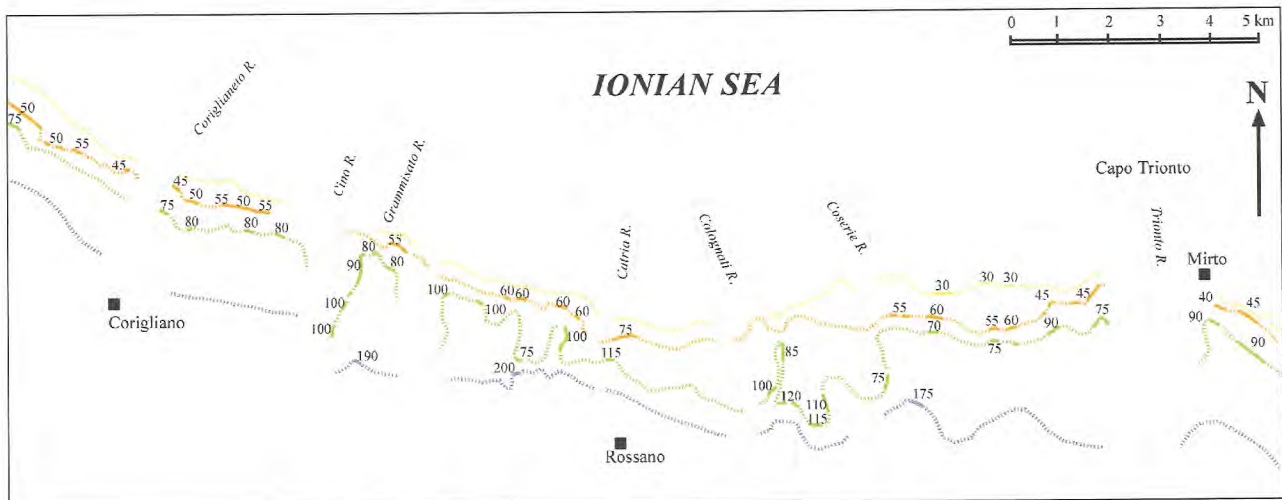 0 1 2 3 4 5 km
IONIAN SEA
N
Coriglianeto R.
Cino R.
Grammisato R.
Catria R.
Colognati R.
Coserie R.
Capo Trionto
Trionto R.
Mirto
Corigliano
Rossano
50
75
50 55
45
45
50 55 50 55
75
80 80 80
80
55
90 80
100
100
190
100
100
60 60 60
60
100
75
200
75
115
85
100
120
110
115
75
175
30 30 30
55 60
70
55 60
75
45 45
90 75
40 45
90
90